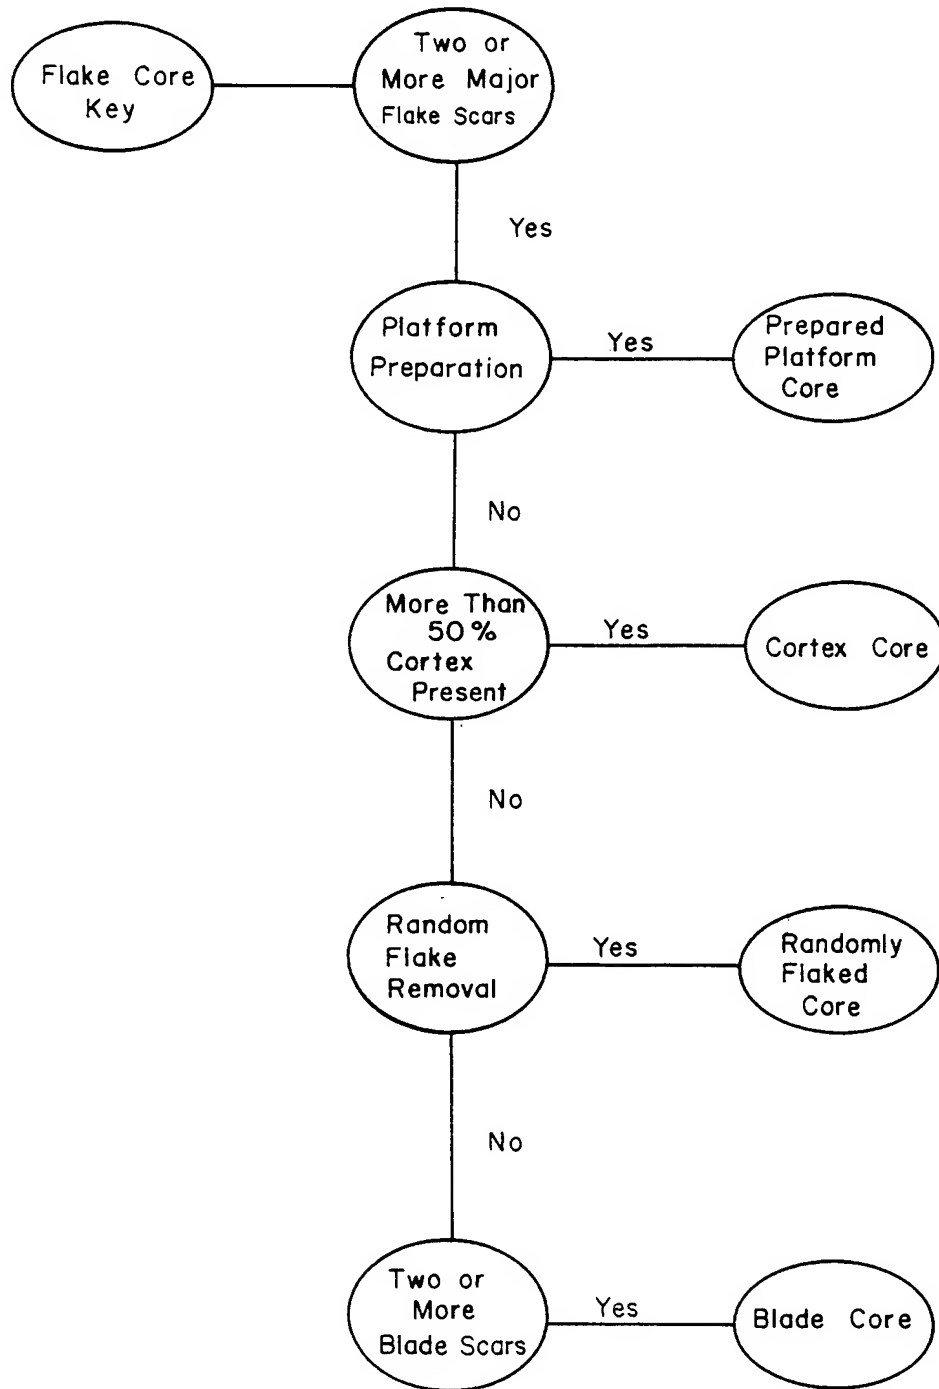 Flake Core
Key
Two or
More Major
Flake Scars
Yes
Platform
Preparation
Yes
Prepared
Platform
Core
No
More Than
50%
Cortex
Present
Yes
Cortex Core
No
Random
Flake
Removal
Yes
Randomly
Flaked
Core
No
Two or
More
Blade Scars
Yes
Blade Core